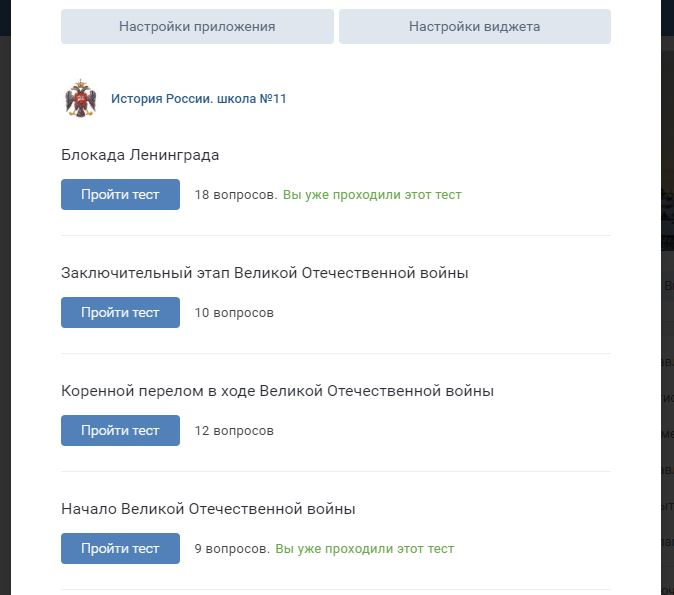 Настройки приложения
Настройки виджета
История России. школа №11
Блокада Ленинграда
Пройти тест 18 вопросов. Вы уже проходили этот тест
Заключительный этап Великой Отечественной войны
Пройти тест 10 вопросов
Коренной перелом в ходе Великой Отечественной войны
Пройти тест 12 вопросов
Начало Великой Отечественной войны
Пройти тест 9 вопросов. Вы уже проходили этот тест